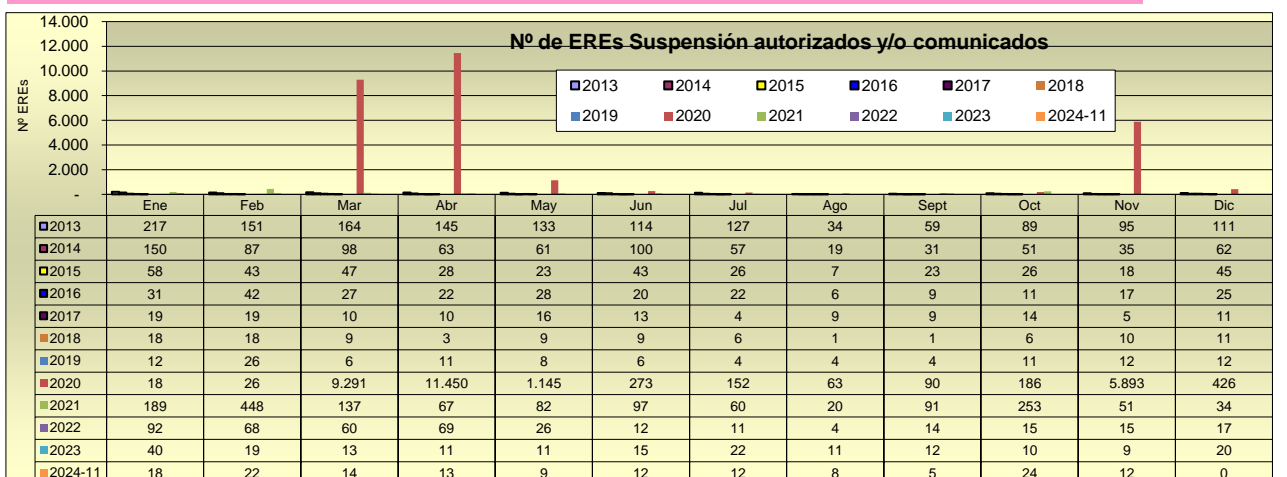 Nº de EREs Suspensión autorizados y/o comunicados
Nº EREs
14.000
12.000
10.000
8.000
6.000
4.000
2.000
-
2013 2014 2015 2016 2017 2018
2019 2020 2021 2022 2023 2024-11
Ene Feb Mar Abr May Jun Jul Ago Sept Oct Nov Dic
2013 217 151 164 145 133 114 127 34 59 89 95 111
2014 150 87 98 63 61 100 57 19 31 51 35 62
2015 58 43 47 28 23 43 26 7 23 26 18 45
2016 31 42 27 22 28 20 22 6 9 11 17 25
2017 19 19 10 10 16 13 4 9 9 14 5 11
2018 18 18 9 3 9 9 6 1 1 6 10 11
2019 12 26 6 11 8 6 4 4 4 11 12 12
2020 18 26 9.291 11.450 1.145 273 152 63 90 186 5.893 426
2021 189 448 137 67 82 97 60 20 91 253 51 34
2022 92 68 60 69 26 12 11 4 14 15 15 17
2023 40 19 13 11 11 15 22 11 12 10 9 20
2024-11 18 22 14 13 9 12 12 8 5 24 12 0